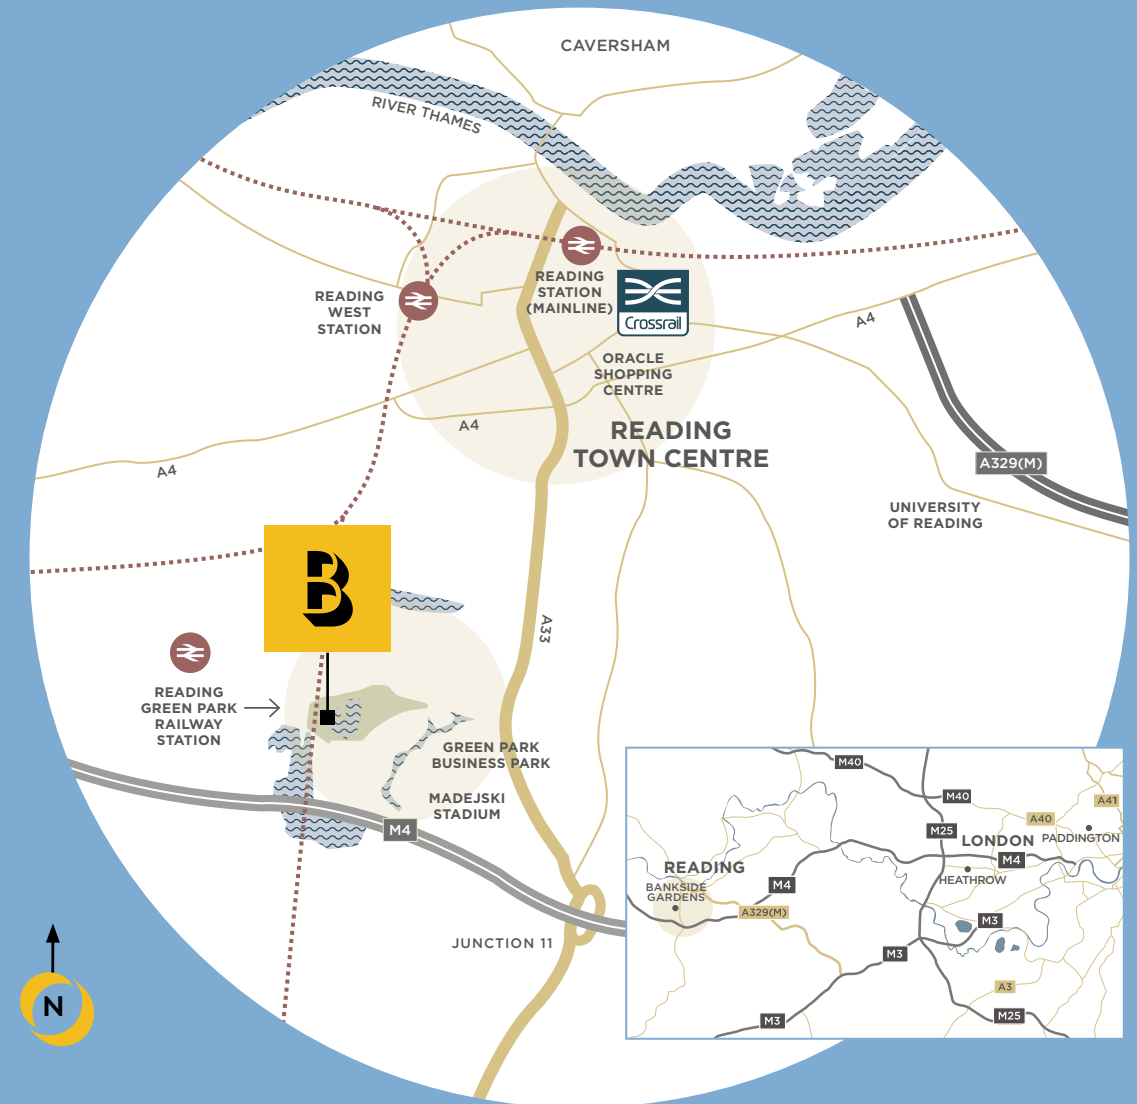 CAVERSHAM
RIVER THAMES
READING
STATION
(MAINLINE)
Crossrail
READING
WEST
STATION
A4
ORACLE
SHOPPING
CENTRE
A4
READING
TOWN CENTRE
A4
A329(M)
UNIVERSITY
OF READING
B
A33
READING
GREEN PARK
RAILWAY
STATION
GREEN PARK
BUSINESS PARK
MADEJSKI
STADIUM
M4
JUNCTION 11
N
M40
M40
A41
A40
M25
PADDINGTON
LONDON
M4
READING
HEATHROW
M4
BANKSIDE
GARDENS
A329(M)
M3
M3
A3
M25
M3